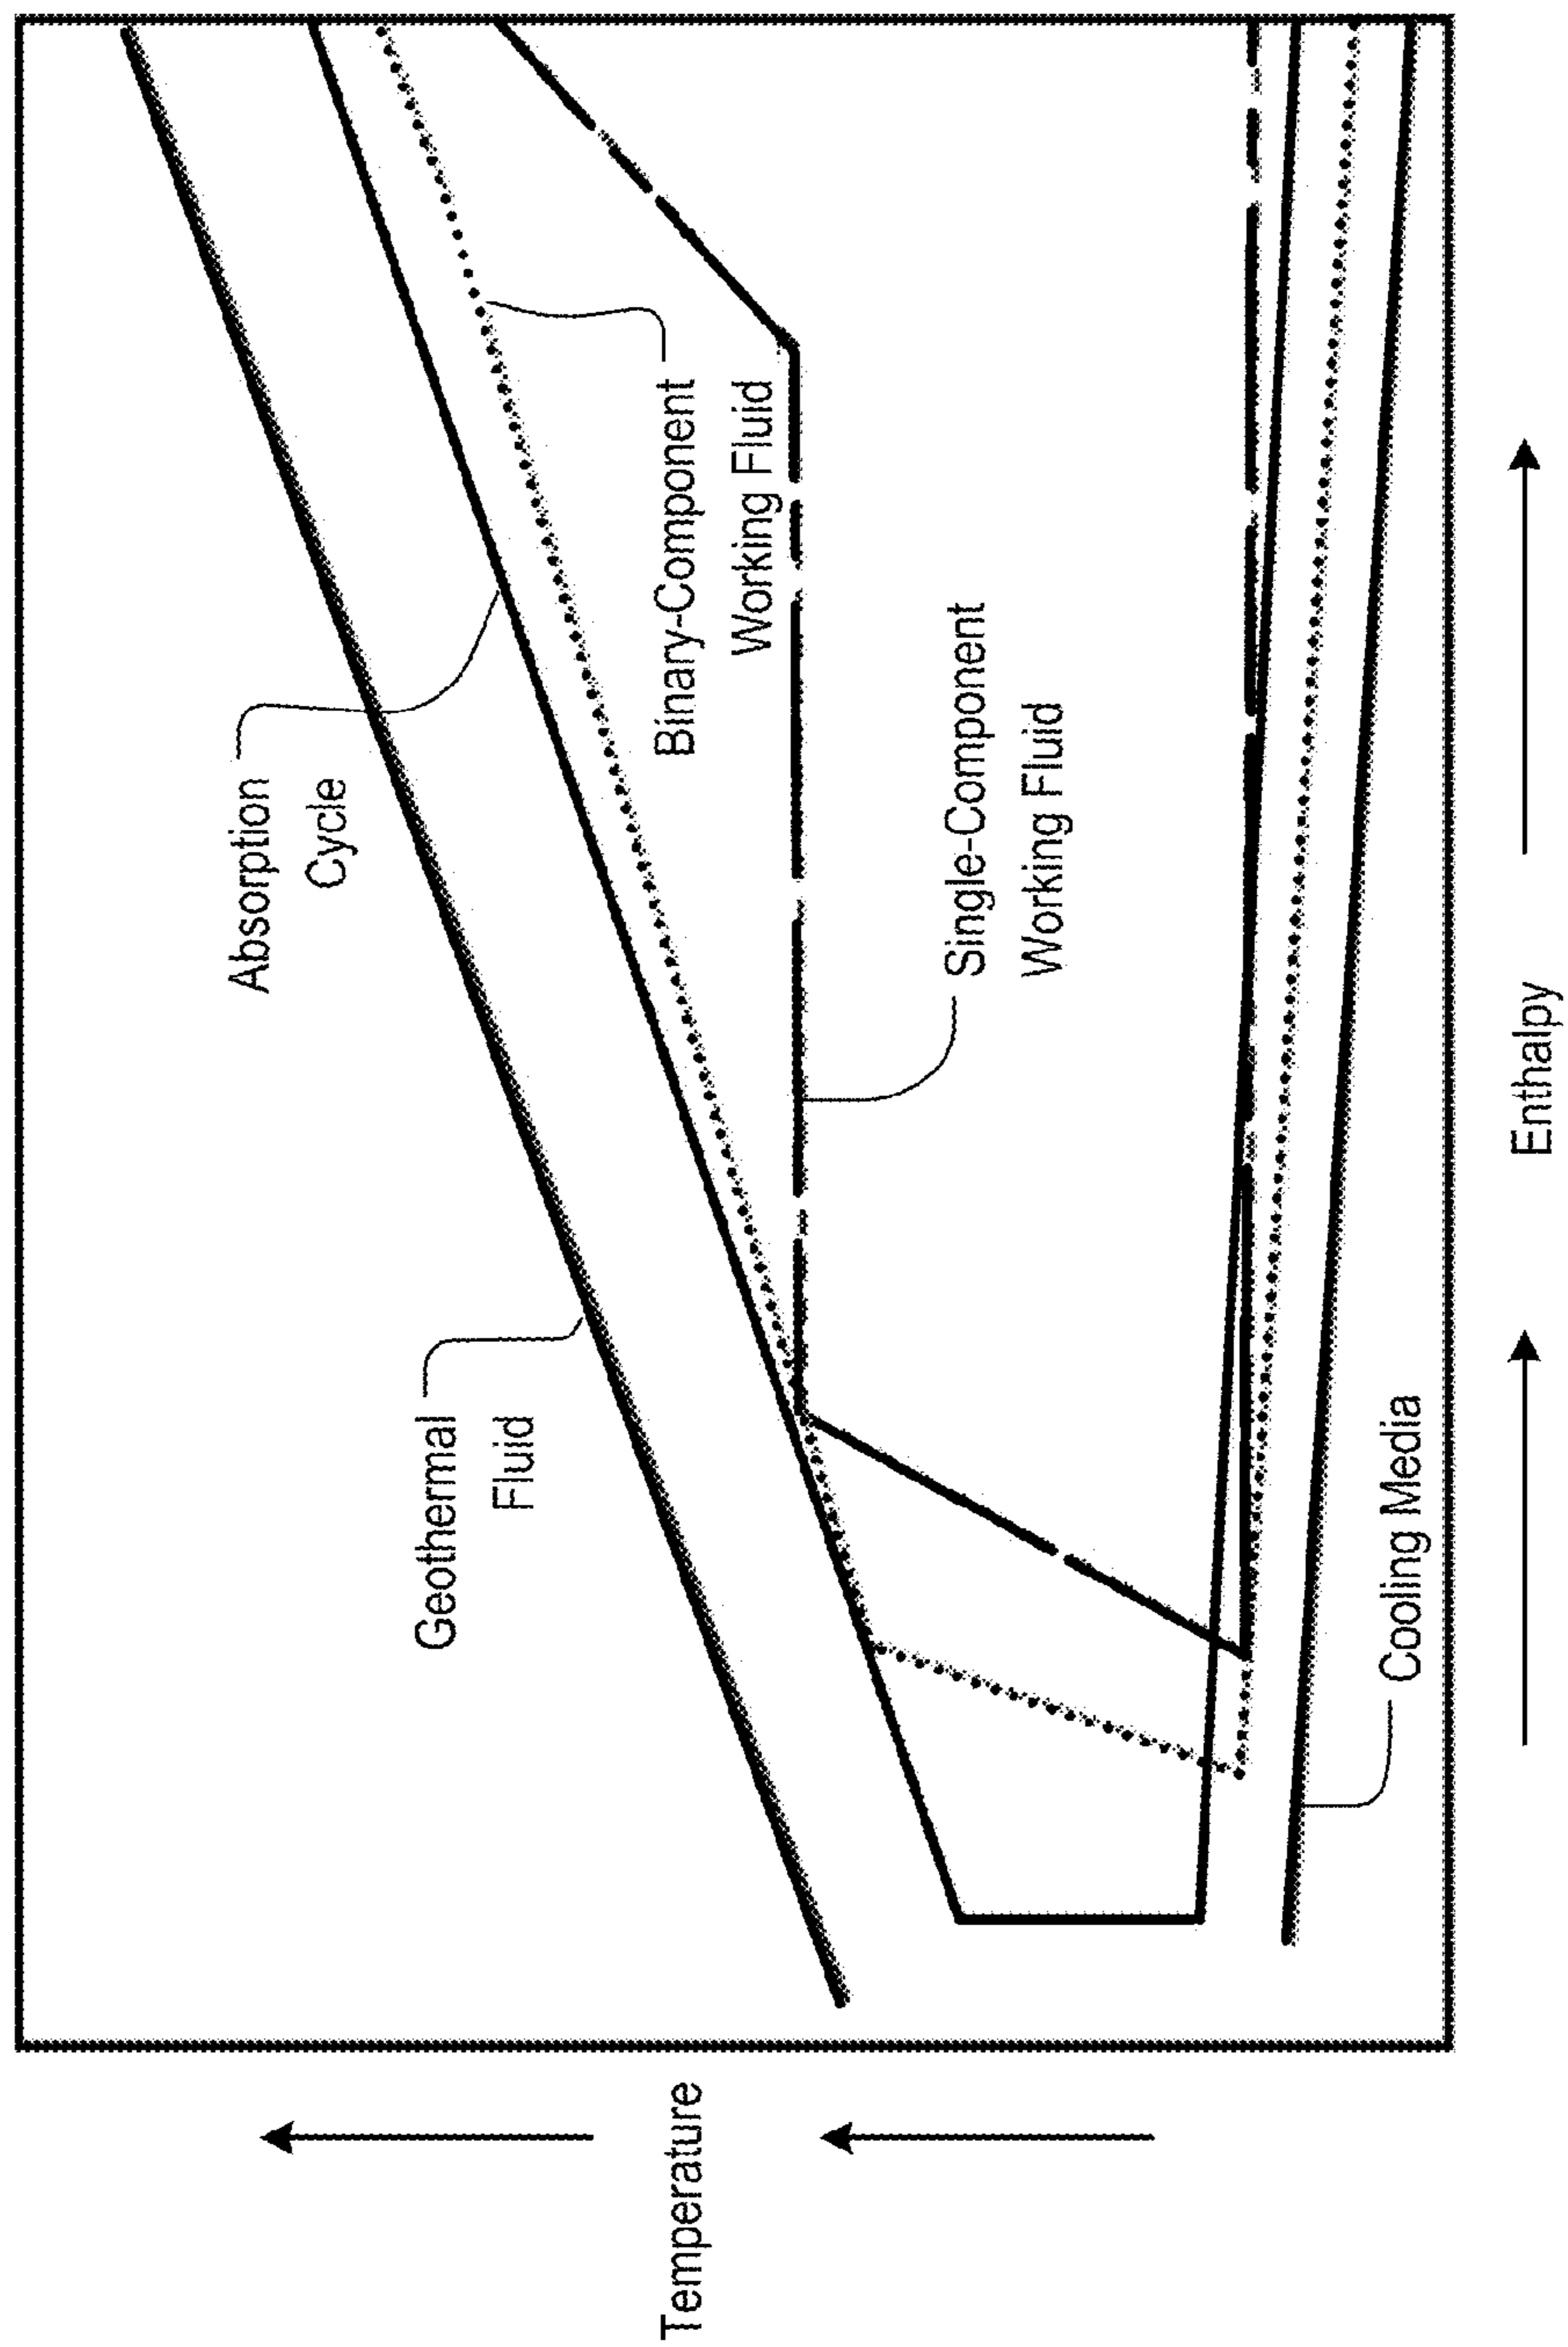 Temperature
Geothermal
Fluid
Absorption
Cycle
Binary-Component
Working Fluid
Single-Component
Working Fluid
Cooling Media
Enthalpy